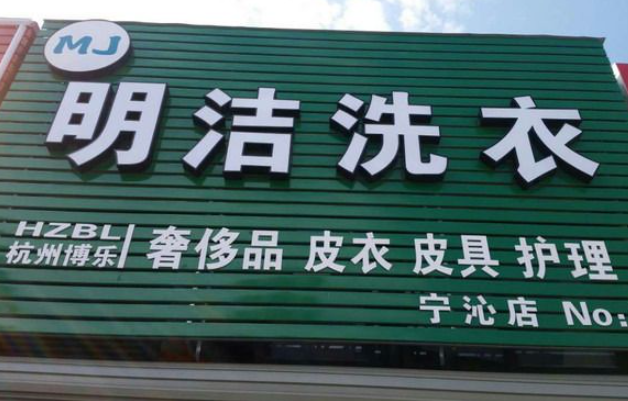 MJ
明洁洗衣
HZBL
杭州博乐
奢侈品 皮衣 皮具 护理
宁沁店 No: